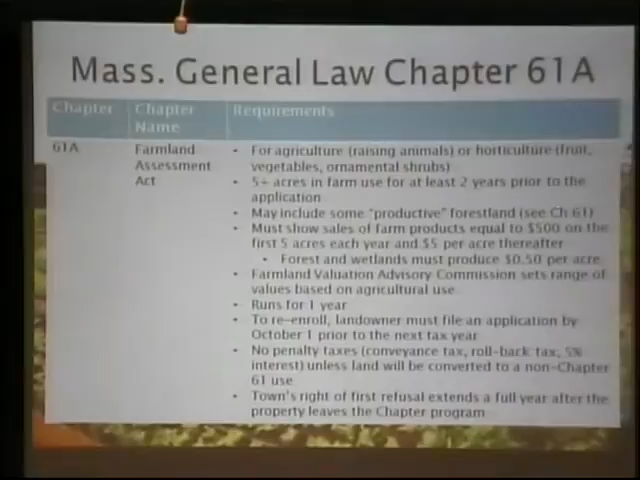 Mass. General Law Chapter 61A
Chapter
Chapter Name
Requirements
61A
Farmland
Assessment
Act
• For agriculture (raising animals) or horticulture (fruit,
vegetables, ornamental shrubs)
• 5+ acres in farm use for at least 2 years prior to the
application
• May include some "productive" forestland (see Ch 61)
• Must show sales of farm products equal to $500 on the
first 5 acres each year and $5 per acre thereafter
• Forest and wetlands must produce $0.50 per acre
• Farmland Valuation Advisory Commission sets range of
values based on agricultural use
• Runs for 1 year
• To re-enroll, landowner must file an application by
October 1 prior to the next tax year
• No penalty taxes (conveyance tax, roll-back tax, 5%
interest) unless land will be converted to a non-Chapter
61 use
• Town's right of first refusal extends a full year after the
property leaves the Chapter program